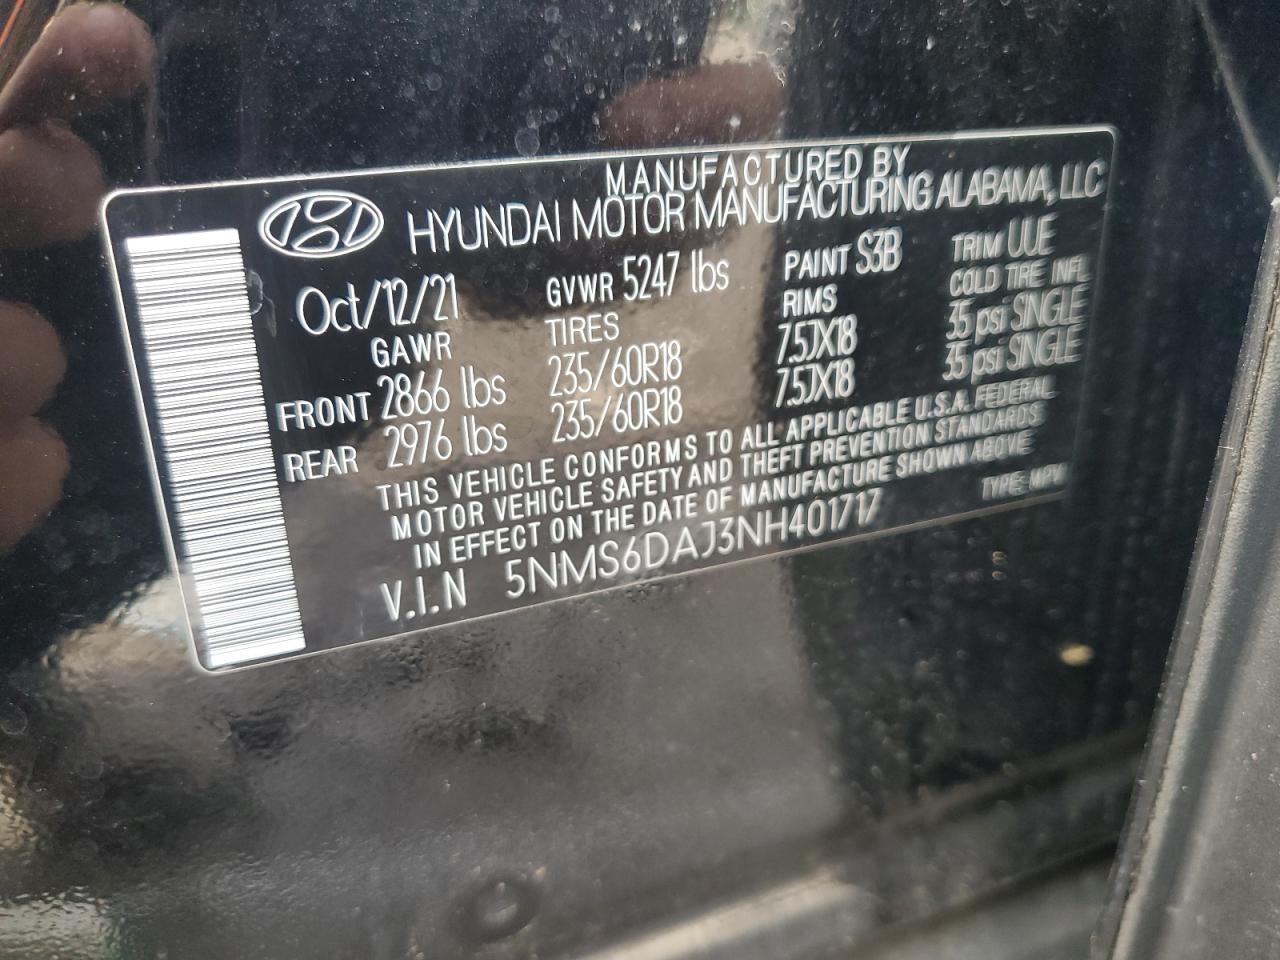 MANUFACTURED BY
HYUNDAI MOTOR MANUFACTURING ALABAMA, LLC
Oct/12/21 GVWR 5247 lbs PAINT S3B TRIM UUE
GAWR TIRES RIMS COLD TIRE INFL
FRONT 2866 lbs 235/60R18 7.5JX18 35 psi SINGLE
REAR 2976 lbs 235/60R18 7.5JX18 35 psi SINGLE
THIS VEHICLE CONFORMS TO ALL APPLICABLE U.S.A. FEDERAL
MOTOR VEHICLE SAFETY AND THEFT PREVENTION STANDARDS
IN EFFECT ON THE DATE OF MANUFACTURE SHOWN ABOVE
V.I.N 5NMS6DAJ3NH401717 TYPE: MPV